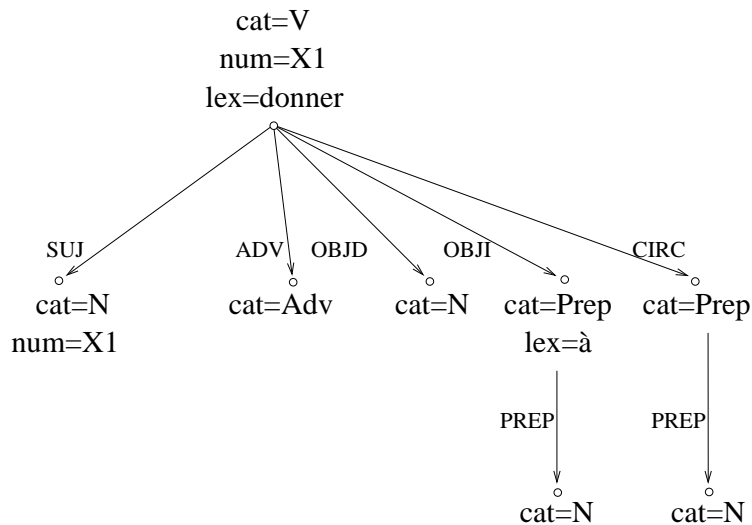 cat=V
num=X1
lex=donner
SUJ ADV OBJD OBJI CIRC
cat=N cat=Adv cat=N cat=Prep cat=Prep
num=X1 lex=à
PREP PREP
cat=N cat=N